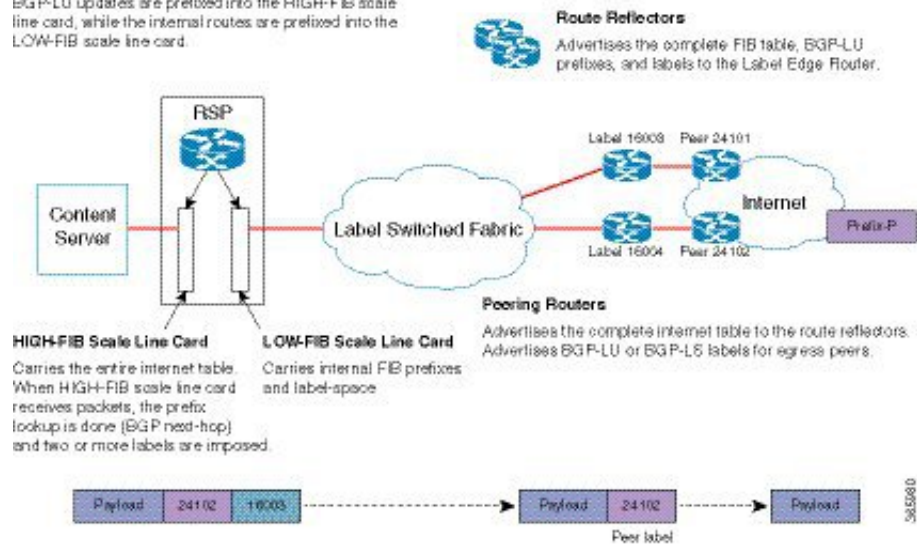 BGP-LU updates are prefixed into the HIGH-FIB scale
line card, while the internal routes are prefixed into the
LOW-FIB scale line card.
Route Reflectors
Advertises the complete FIB table, BGP-LU
prefixes, and labels to the Label Edge Router.
RSP
Label 16003 Peer 24101
Content
Server
Label Switched Fabric
Internet
Prefix-P
Label 16004 Peer 24102
Peering Routers
Advertises the complete internet table to the route reflectors.
Advertises BGP-LU or BGP-LS labels for egress peers.
HIGH-FIB Scale Line Card
Carries the entire internet table.
When HIGH-FIB scale line card
receives packets, the prefix
lookup is done (BGP next-hop)
and two or more labels are imposed.
LOW-FIB Scale Line Card
Carries internal FIB prefixes
and label-space
Payload 24102 16003
Payload 24102
Payload
Peer label
365980